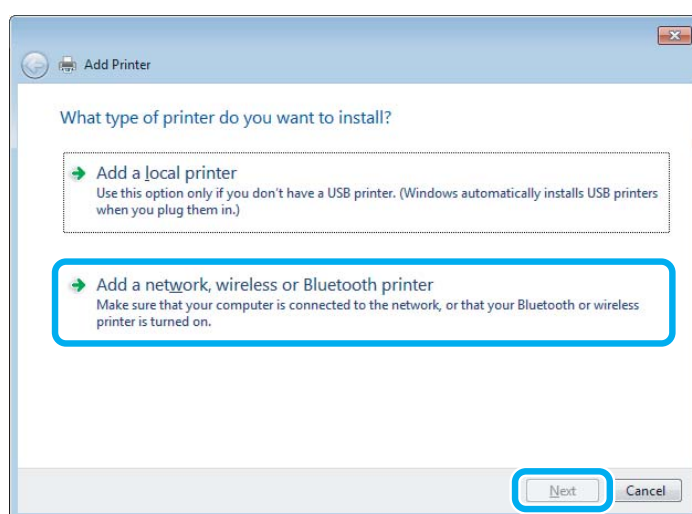 Add Printer
What type of printer do you want to install?
Add a local printer
Use this option only if you don't have a USB printer. (Windows automatically installs USB printers
when you plug them in.)
Add a network, wireless or Bluetooth printer
Make sure that your computer is connected to the network, or that your Bluetooth or wireless
printer is turned on.
Next Cancel